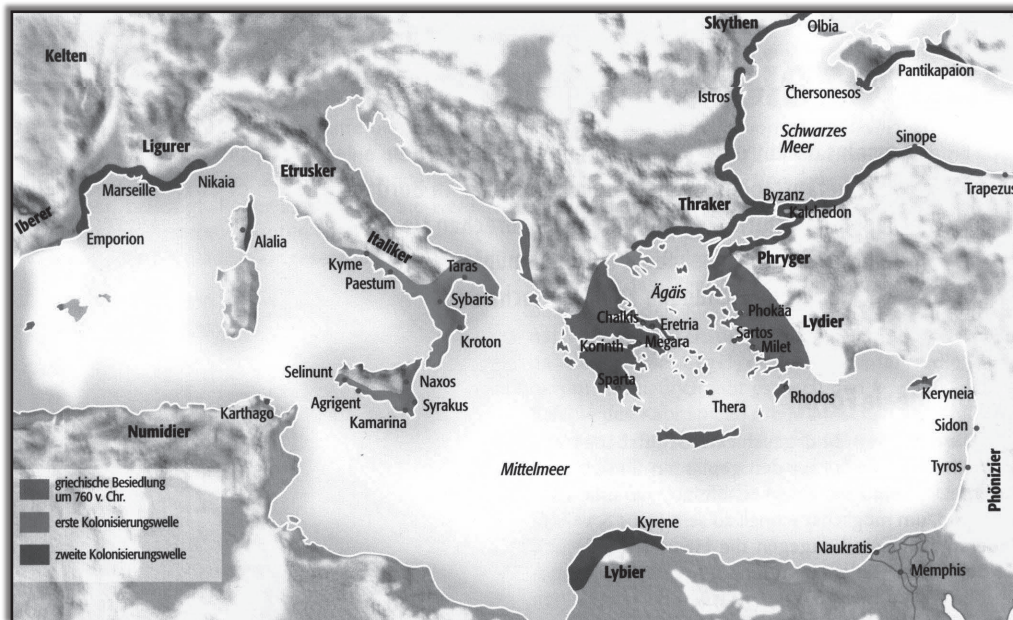 Skythen
Olbia
Kelten
Pantikapaion
Istros
Chersonesos
Schwarzes
Meer
Sinope
Ligurer
Etrusker
Marseille
Nikaia
Trapezus
Iberer
Thraker
Byzanz
Kalchedon
Emporion
Alalia
Italiker
Kyme
Taras
Phryger
Paestum
Ägäis
Sybaris
Phokäa
Lydier
Chalkis
Eretria
Sartos
Kroton
Korinth
Megara
Milet
Selinunt
Naxos
Sparta
Agrigent
Syrakus
Thera
Rhodos
Keryneia
Karthago
Kamarina
Numidier
Sidon
Mittelmeer
Tyros
Phönizier
griechische Besiedlung
um 760 v. Chr.
erste Kolonisierungswelle
zweite Kolonisierungswelle
Kyrene
Naukratis
Lybier
Memphis